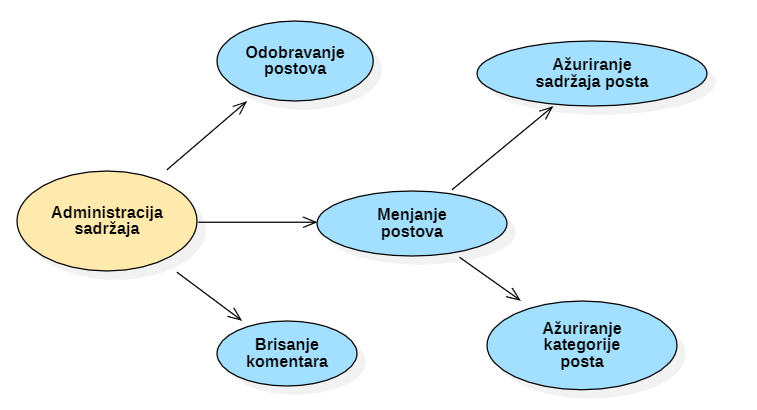 Odobravanje
postova
Ažuriranje
sadržaja posta
Administracija
sadržaja
Menjanje
postova
Brisanje
komentara
Ažuriranje
kategorije
posta